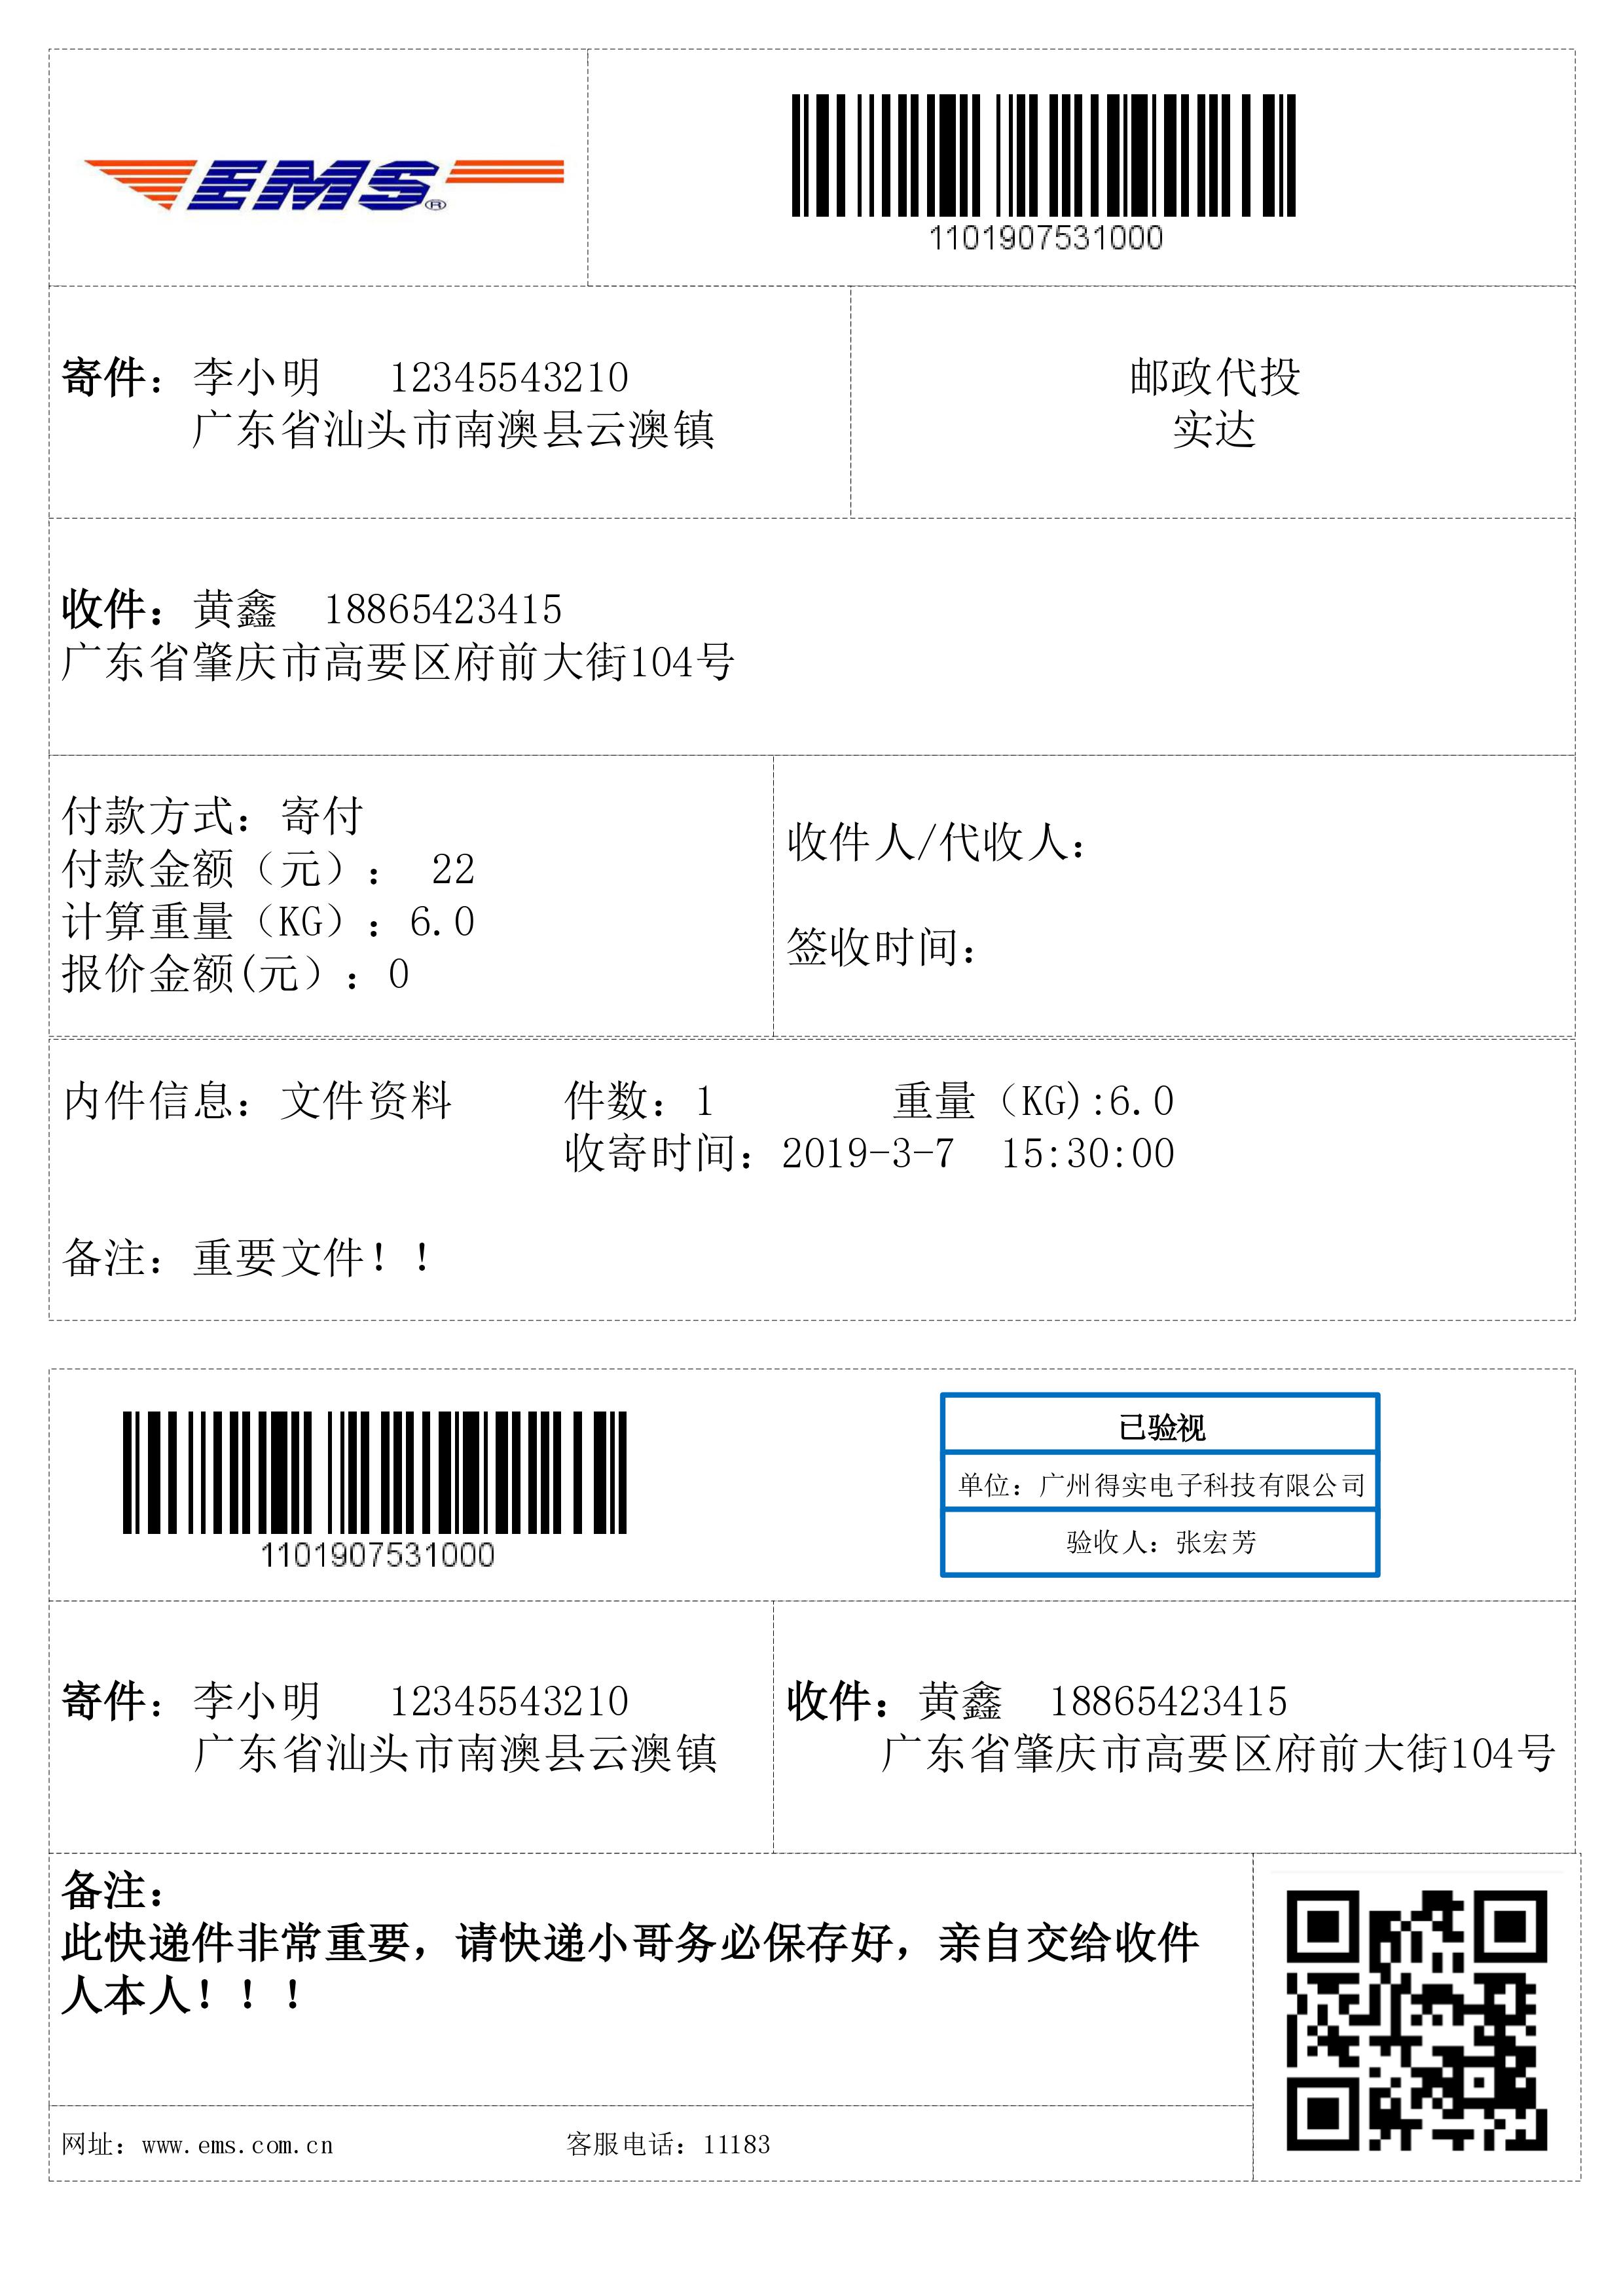 EMS®
1101907531000
寄件：李小明 12345543210
广东省汕头市南澳县云澳镇
邮政代投
实达
收件：黄鑫 18865423415
广东省肇庆市高要区府前大街104号
付款方式：寄付
付款金额（元）： 22
计算重量（KG）：6.0
报价金额(元）：0
收件人/代收人：
签收时间：
内件信息：文件资料 件数：1 重量（KG):6.0
收寄时间：2019-3-7 15:30:00
备注：重要文件！！
1101907531000
已验视
单位：广州得实电子科技有限公司
验收人：张宏芳
寄件：李小明 12345543210
广东省汕头市南澳县云澳镇
收件：黄鑫 18865423415
广东省肇庆市高要区府前大街104号
备注：
此快递件非常重要，请快递小哥务必保存好，亲自交给收件
人本人！！！
网址：www.ems.com.cn 客服电话：11183